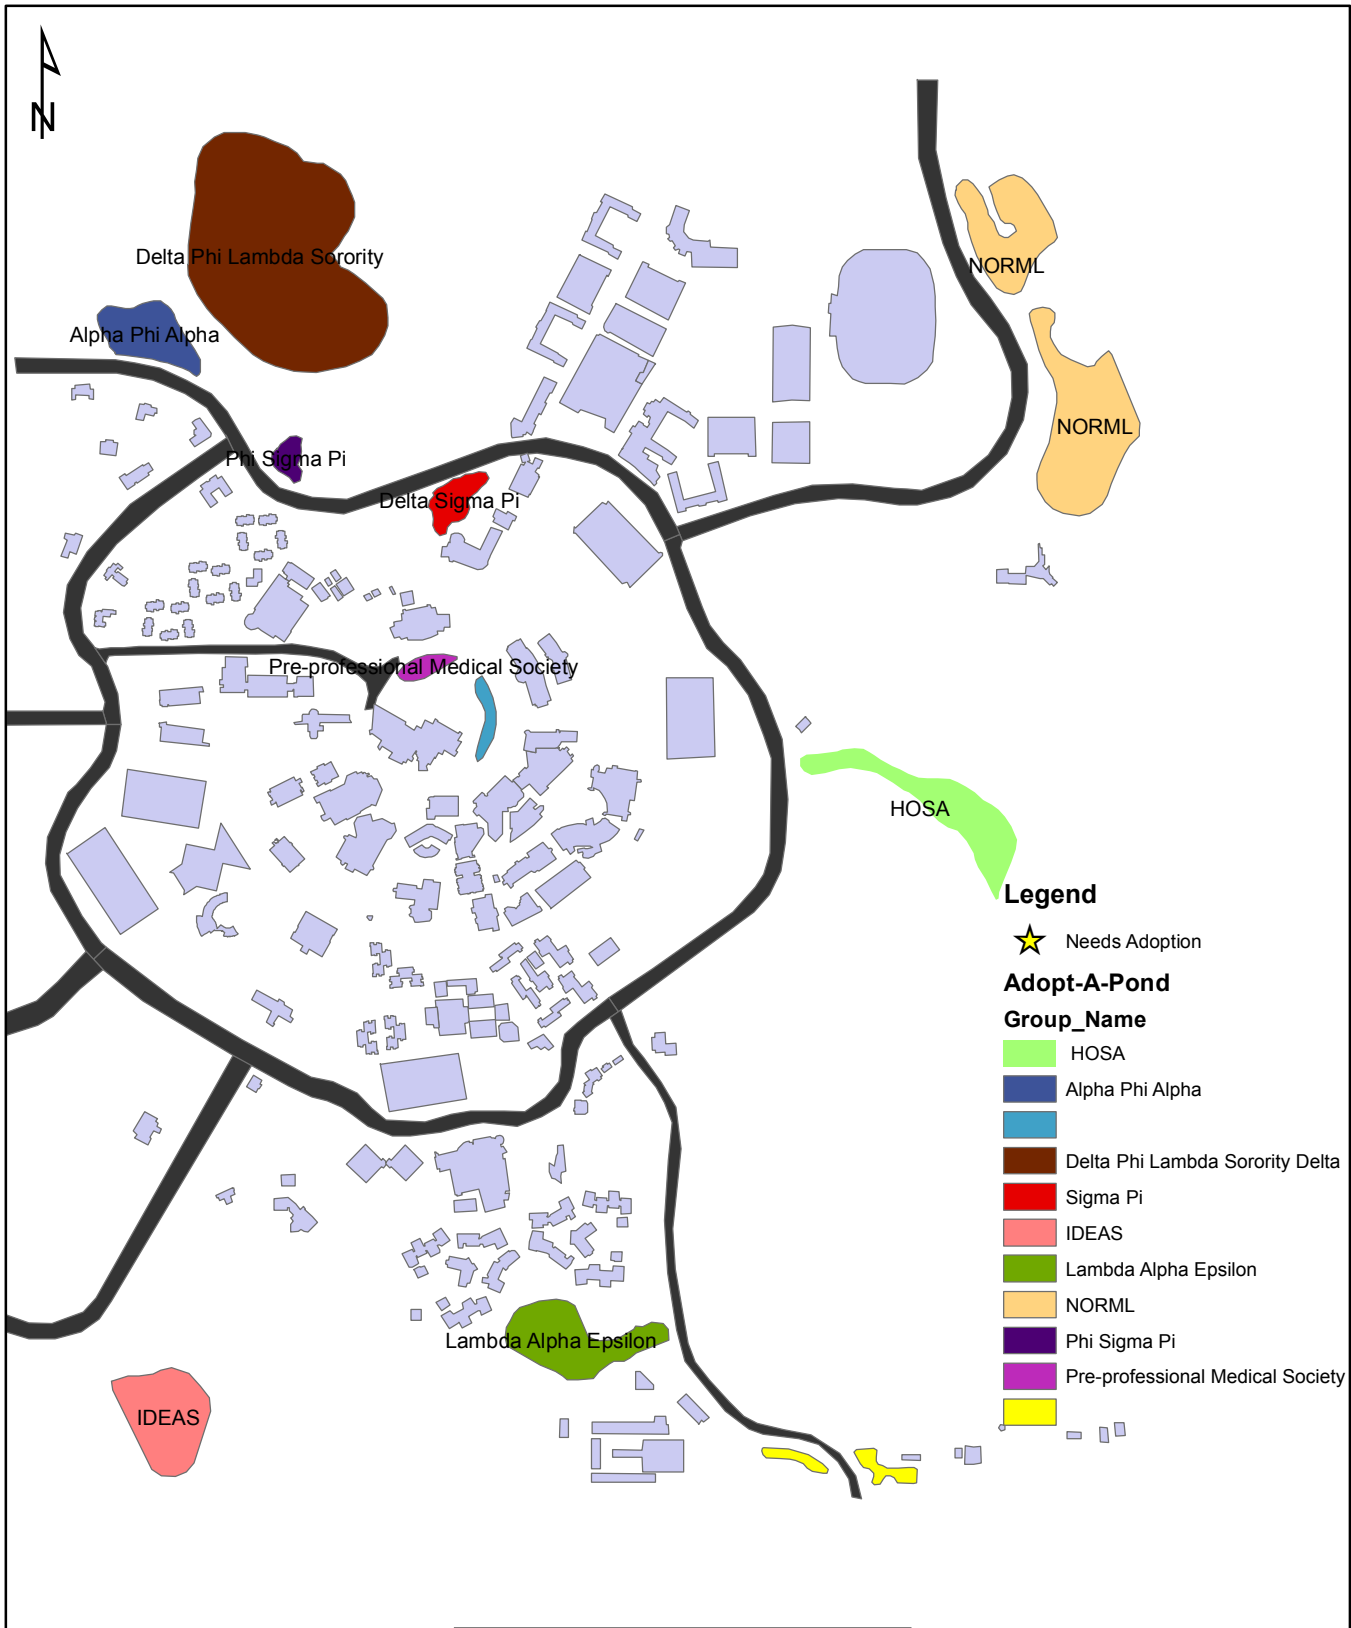 N
Delta Phi Lambda Sorority
NORML
Alpha Phi Alpha
NORML
Phi Sigma Pi
Delta Sigma Pi
Pre-professional Medical Society
HOSA
Legend
Needs Adoption
Adopt-A-Pond
Group_Name
HOSA
Alpha Phi Alpha
Delta Phi Lambda Sorority Delta
Sigma Pi
IDEAS
Lambda Alpha Epsilon
NORML
Phi Sigma Pi
Pre-professional Medical Society
Lambda Alpha Epsilon
IDEAS